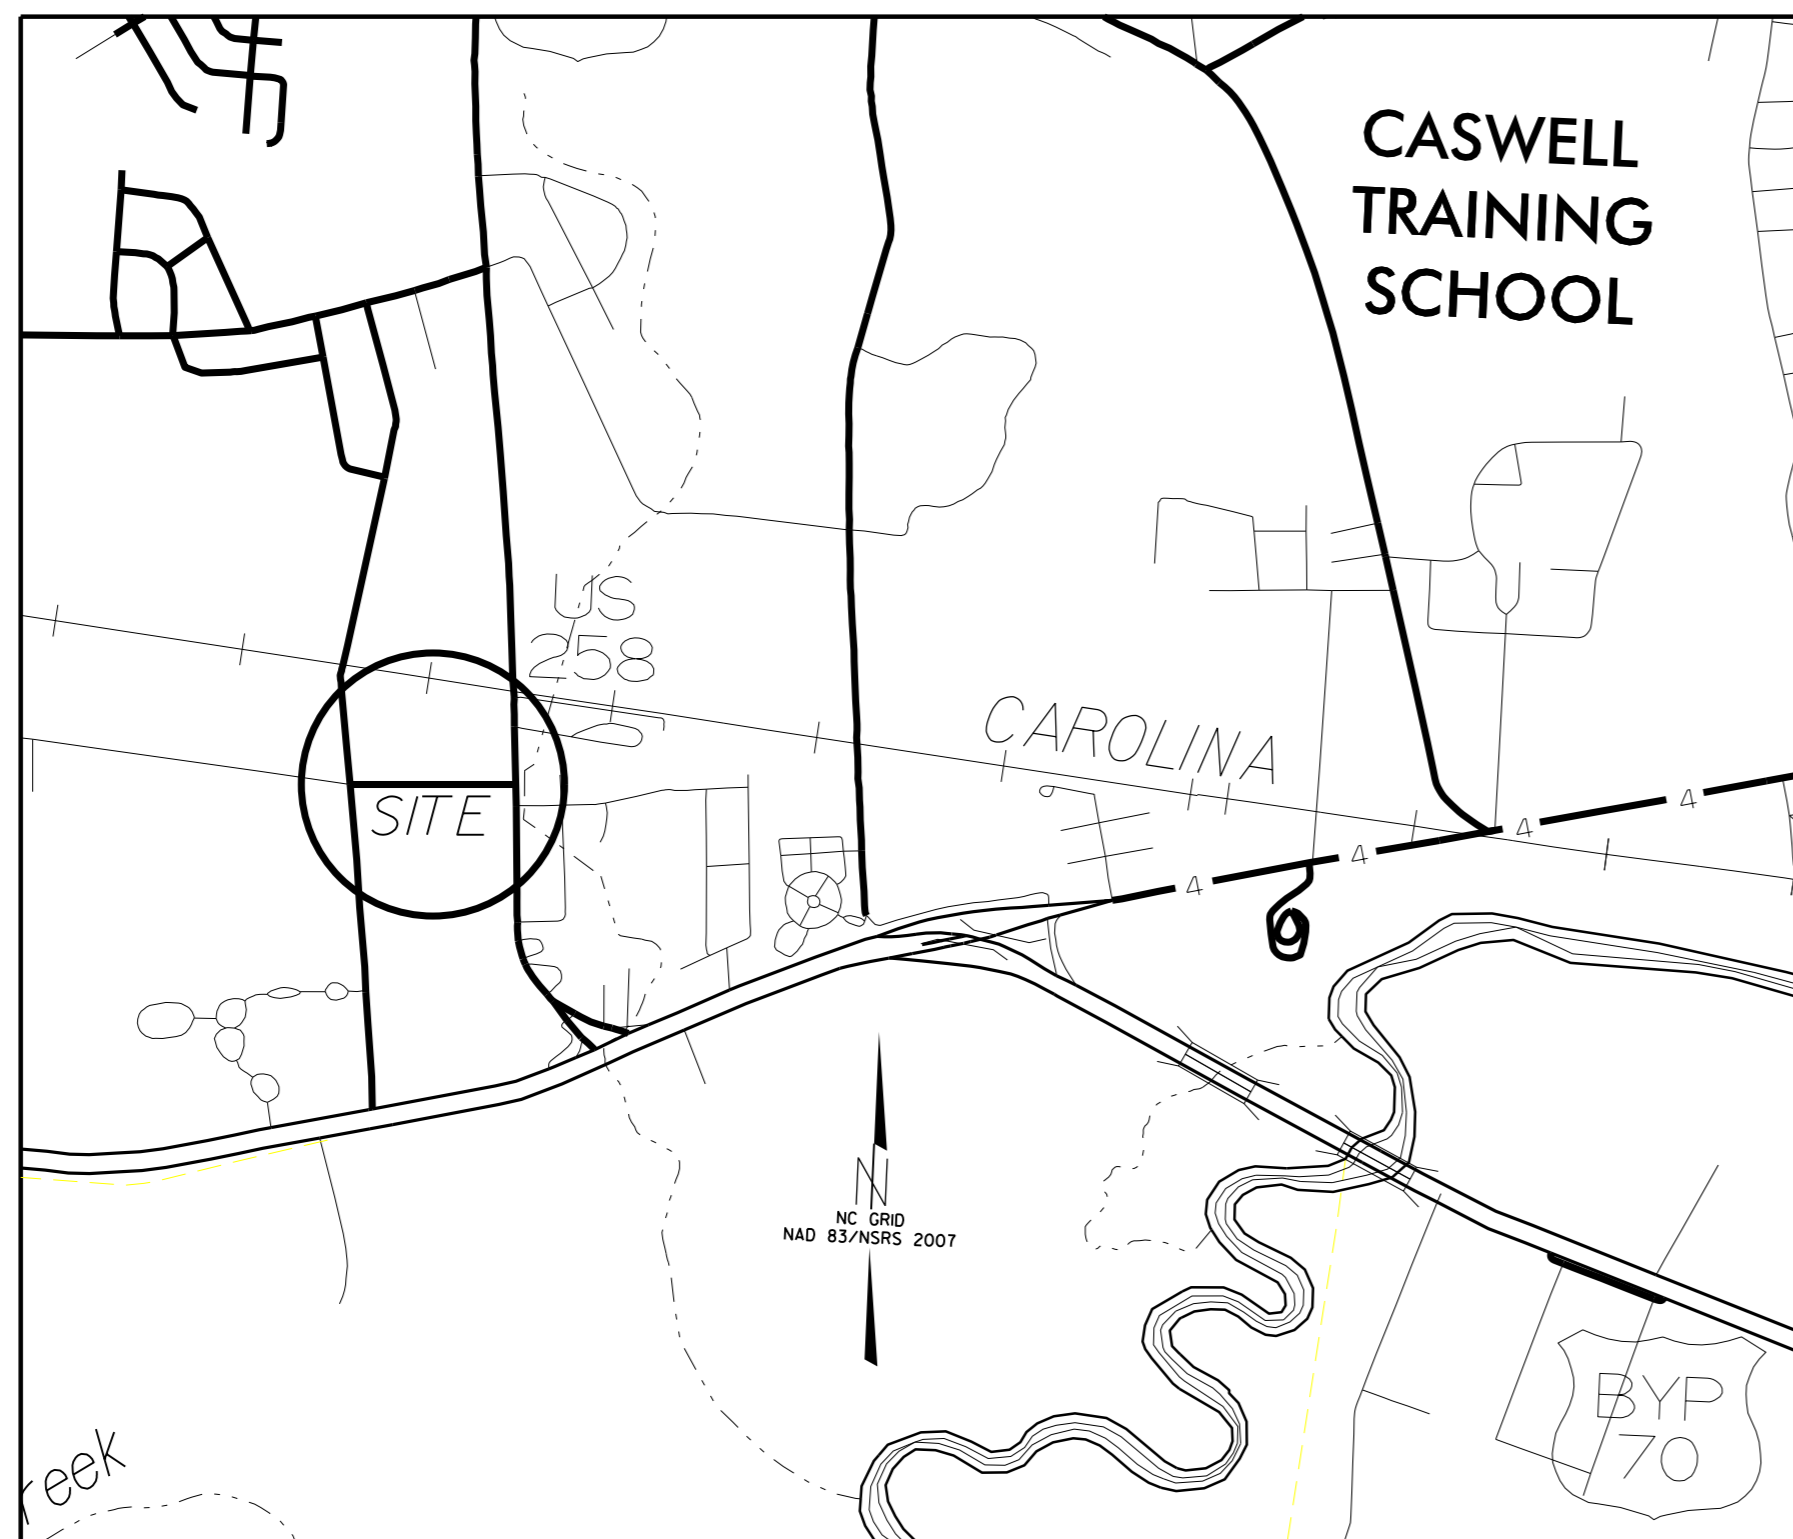 CASWELL
TRAINING
SCHOOL
US
258
CAROLINA
SITE
4
4
4
4
N
NC GRID
NAD 83/NSRS 2007
BYP
70
reek